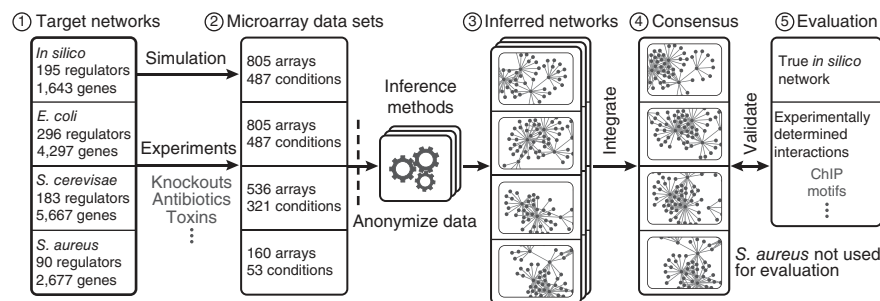 ① Target networks
In silico
195 regulators
1,643 genes
E. coli
296 regulators
4,297 genes
S. cerevisae
183 regulators
5,667 genes
S. aureus
90 regulators
2,677 genes
Simulation
Experiments
Knockouts
Antibiotics
Toxins
⋮
② Microarray data sets
805 arrays
487 conditions
805 arrays
487 conditions
536 arrays
321 conditions
160 arrays
53 conditions
Inference
methods
Anonymize data
③ Inferred networks
Integrate
④ Consensus
Validate
⑤ Evaluation
True in silico
network
Experimentally
determined
interactions
ChIP
motifs
⋮
S. aureus not used
for evaluation